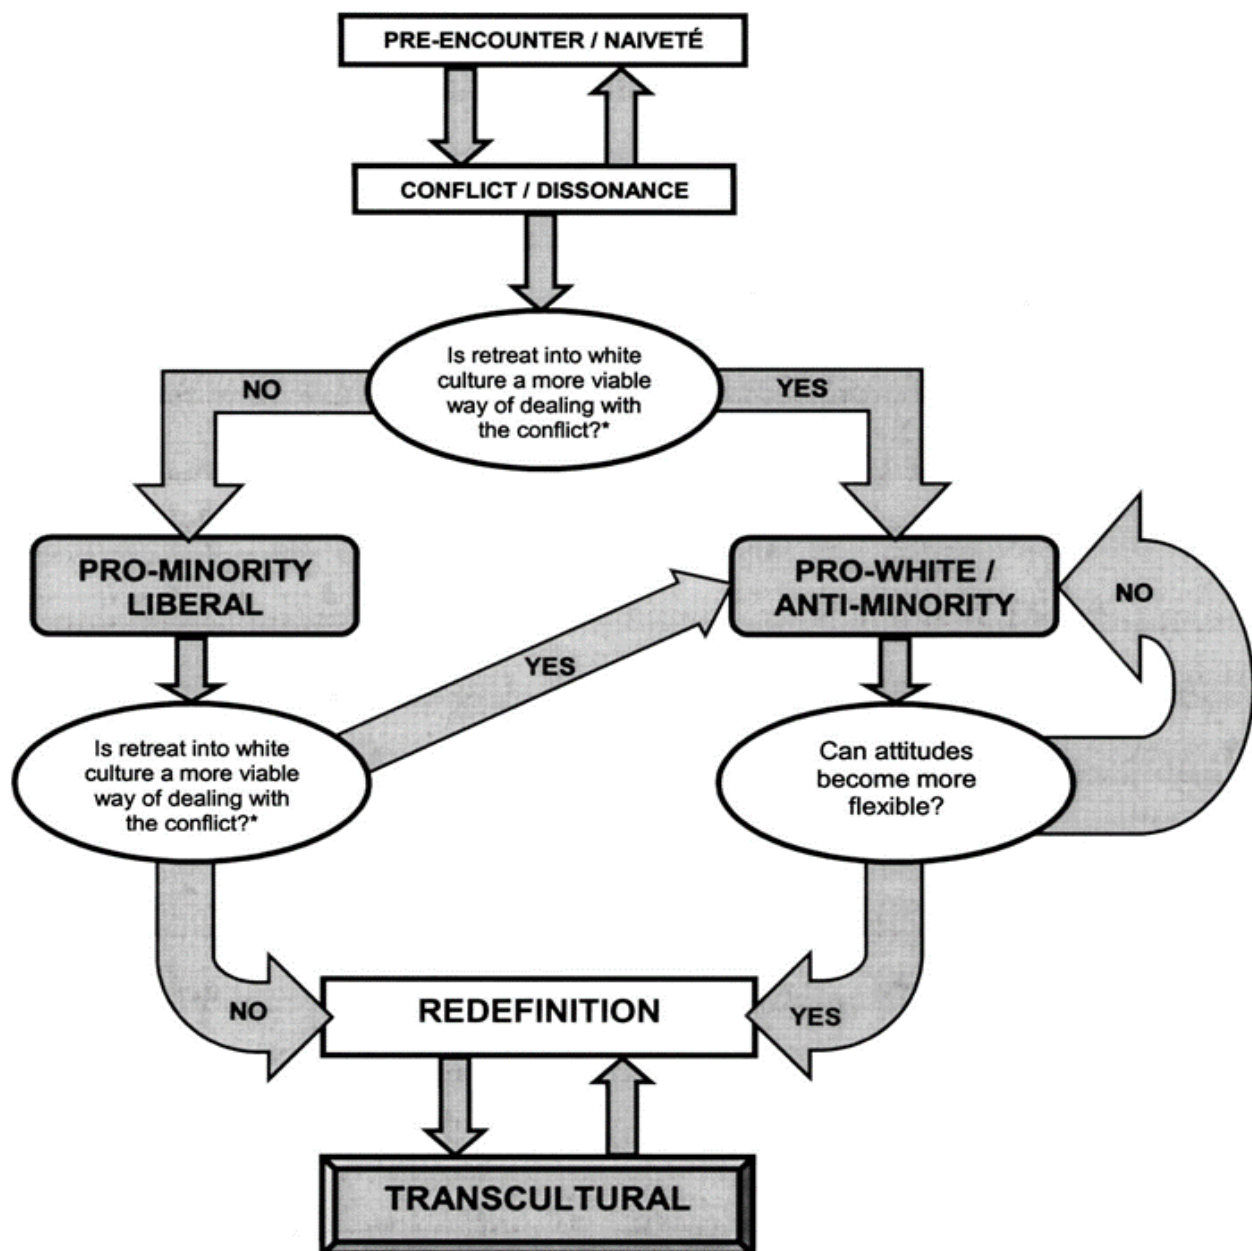 PRE-ENCOUNTER / NAIVETÉ
CONFLICT / DISSONANCE
Is retreat into white
culture a more viable
way of dealing with
the conflict?*
NO
YES
PRO-MINORITY
LIBERAL
PRO-WHITE /
ANTI-MINORITY
NO
YES
Is retreat into white
culture a more viable
way of dealing with
the conflict?*
Can attitudes
become more
flexible?
NO
REDEFINITION
YES
TRANSCULTURAL